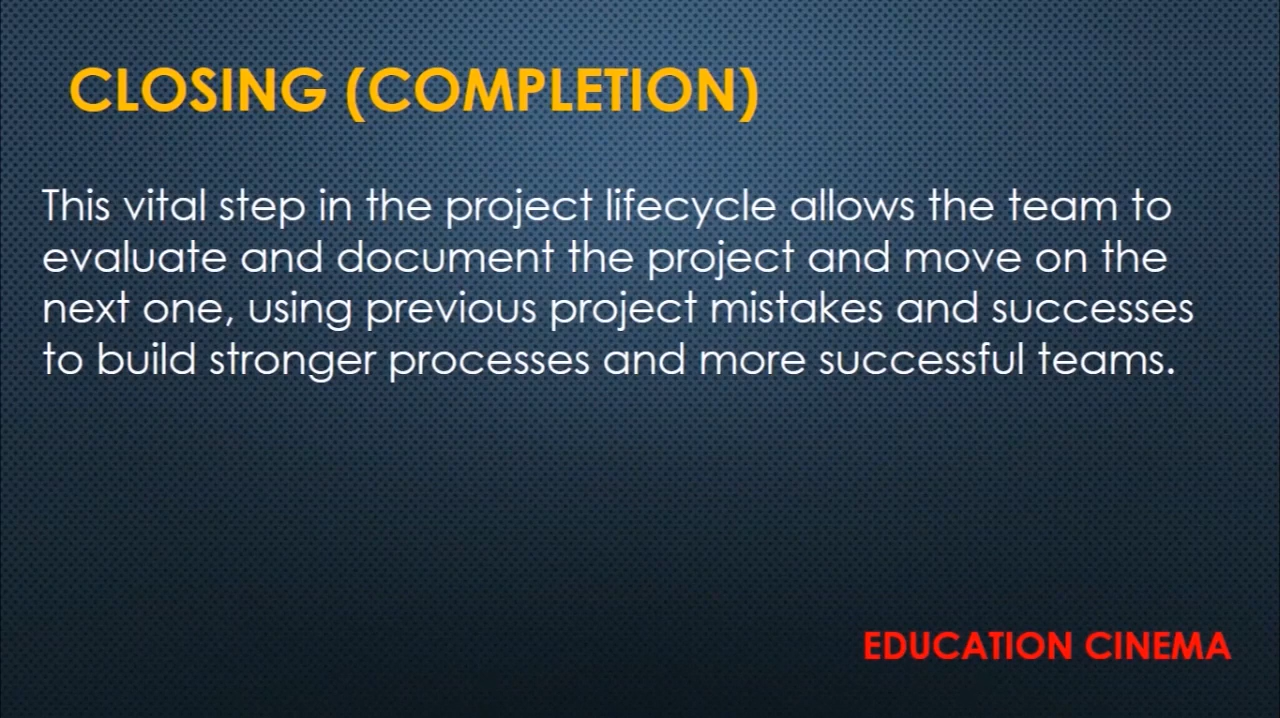 CLOSING (COMPLETION)
This vital step in the project lifecycle allows the team to
evaluate and document the project and move on the
next one, using previous project mistakes and successes
to build stronger processes and more successful teams.
EDUCATION CINEMA